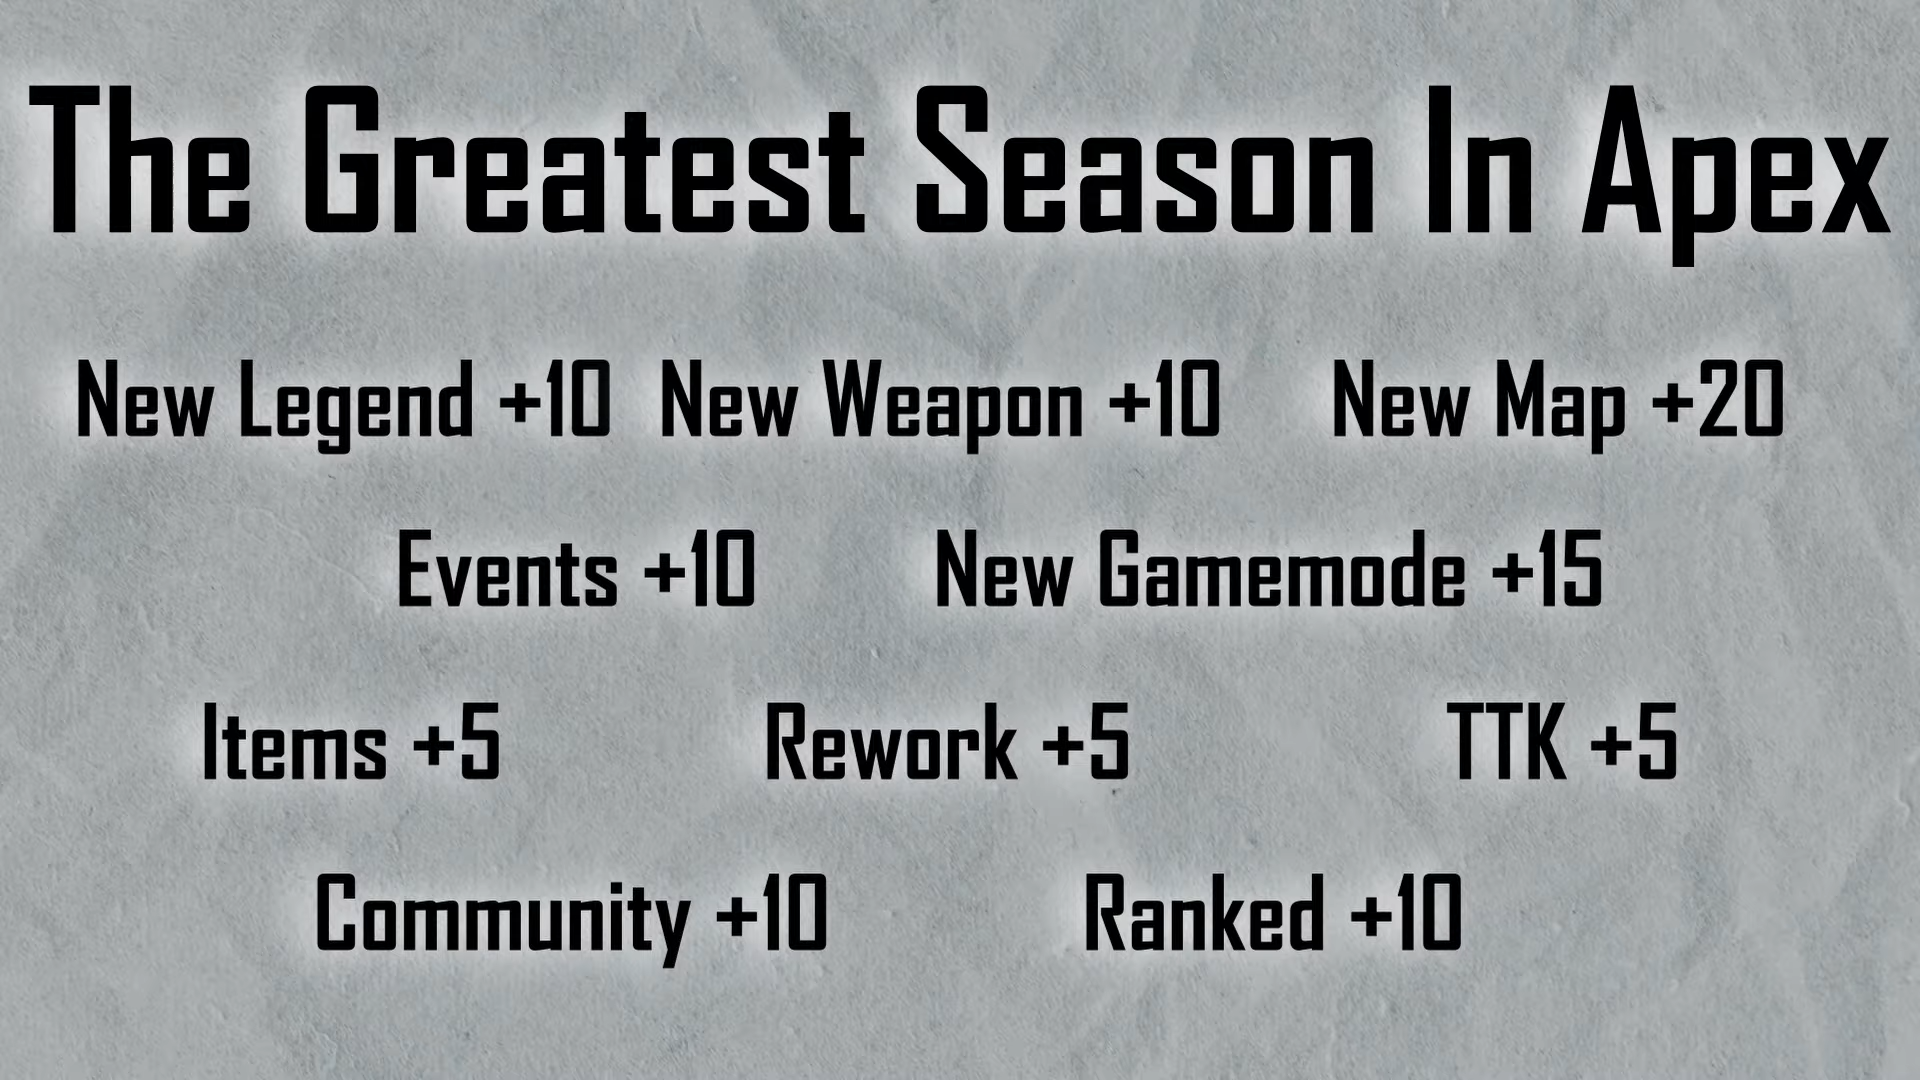 The Greatest Season In Apex
New Legend +10 New Weapon +10 New Map +20
Events +10 New Gamemode +15
Items +5 Rework +5 TTK +5
Community +10 Ranked +10